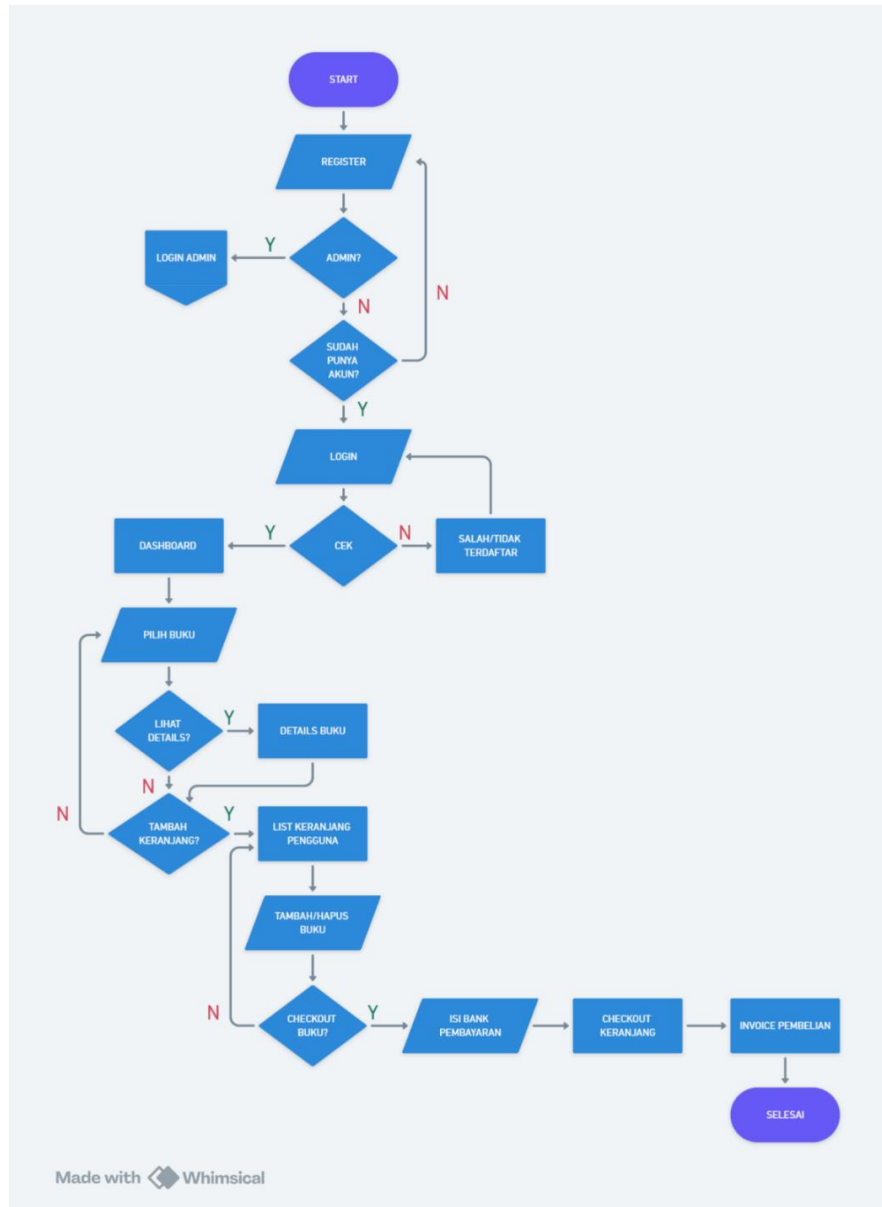 START
REGISTER
LOGIN ADMIN
Y
ADMIN?
N
N
SUDAH
PUNYA
AKUN?
Y
LOGIN
DASHBOARD
Y
CEK
N
SALAH/TIDAK
TERDAFTAR
PILIH BUKU
LIHAT
DETAILS?
Y
DETAILS BUKU
N
N
TAMBAH
KERANJANG?
Y
LIST KERANJANG
PENGGUNA
TAMBAH/HAPUS
BUKU
N
CHECKOUT
BUKU?
Y
ISI BANK
PEMBAYARAN
CHECKOUT
KERANJANG
INVOICE PEMBELIAN
SELESAI
Made with Whimsical